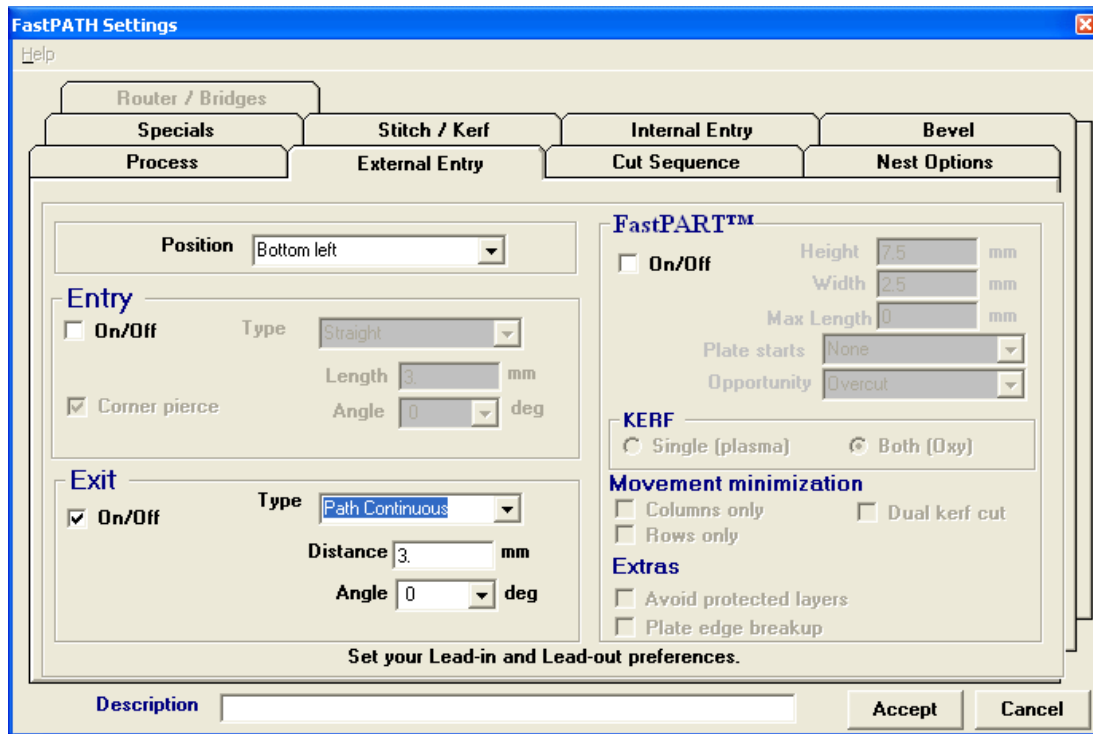 FastPATH Settings
Help
Router / Bridges
Specials Stitch / Kerf Internal Entry Bevel
Process External Entry Cut Sequence Nest Options
Position Bottom left
Entry
On/Off Type Straight
Length 3. mm
Corner pierce Angle 0 deg
Exit
On/Off Type Path Continuous
Distance 3. mm
Angle 0 deg
FastPART™
On/Off Height 7.5 mm
Width 2.5 mm
Max Length 0 mm
Plate starts None
Opportunity Overcut
KERF
Single (plasma) Both (Oxy)
Movement minimization
Columns only Dual kerf cut
Rows only
Extras
Avoid protected layers
Plate edge breakup
Set your Lead-in and Lead-out preferences.
Description Accept Cancel